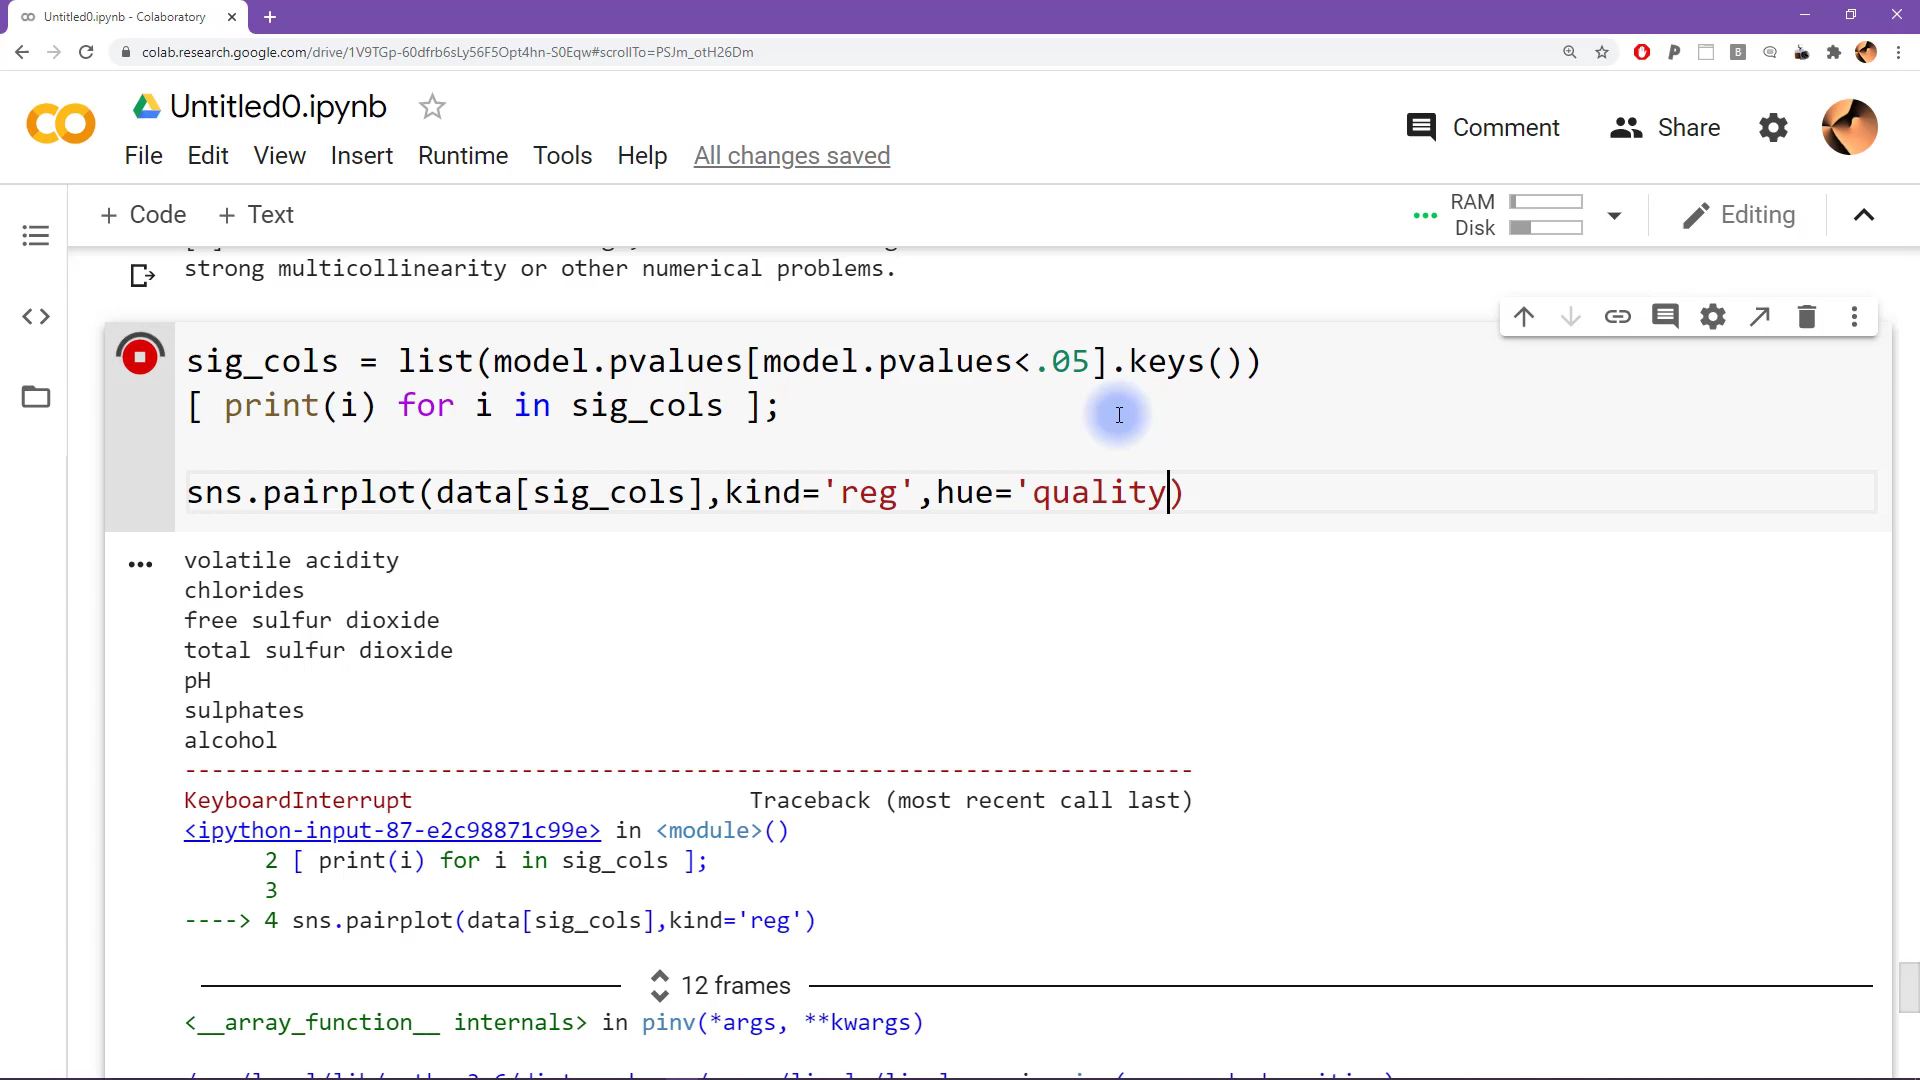 Untitled0.ipynb - Colaboratory
colab.research.google.com/drive/1V9TGp-60dfrb6sLy56F5Opt4hn-S0Eqw#scrollTo=PSJm_otH26Dm
Untitled0.ipynb
Comment
Share
File Edit View Insert Runtime Tools Help All changes saved
+ Code + Text
RAM
Disk
Editing
strong multicollinearity or other numerical problems.
sig_cols = list(model.pvalues[model.pvalues<.05].keys())
[ print(i) for i in sig_cols ];
sns.pairplot(data[sig_cols],kind='reg',hue='quality)
volatile acidity
chlorides
free sulfur dioxide
total sulfur dioxide
pH
sulphates
alcohol
---------------------------------------------------------------------------
KeyboardInterrupt Traceback (most recent call last)
<ipython-input-87-e2c98871c99e> in <module>()
2 [ print(i) for i in sig_cols ];
3
----> 4 sns.pairplot(data[sig_cols],kind='reg')
12 frames
<__array_function__ internals> in pinv(*args, **kwargs)